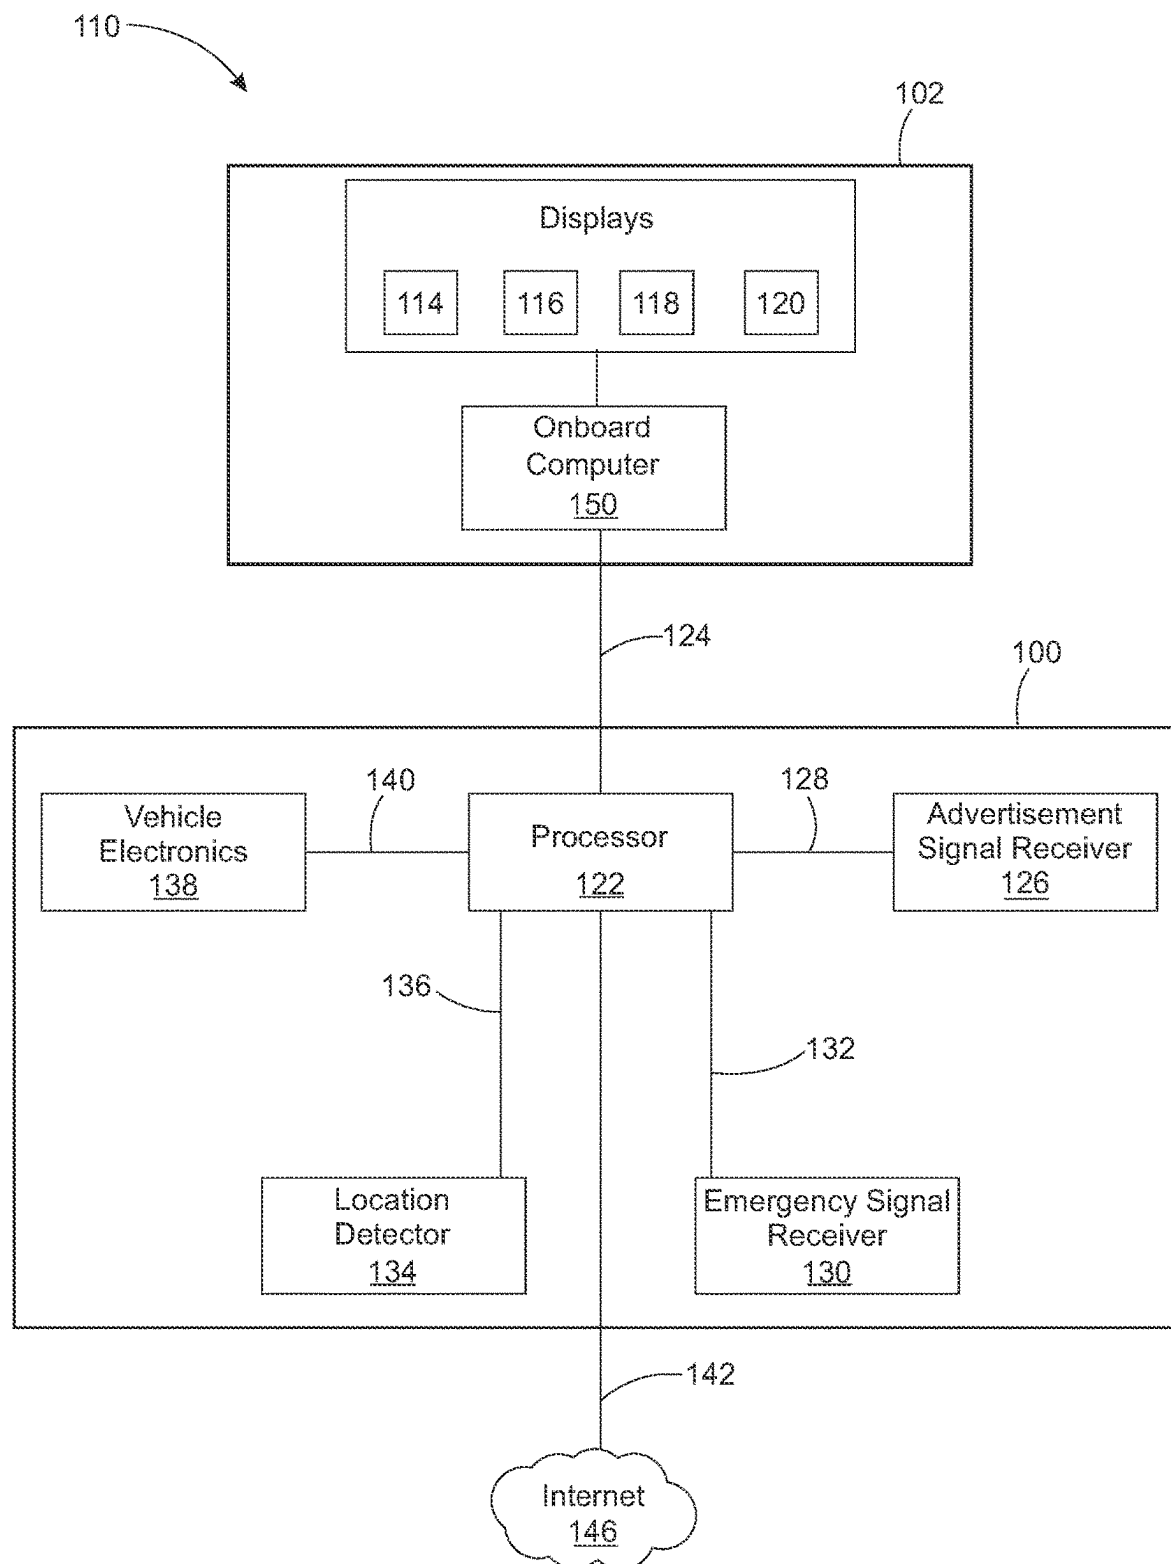 110
102
Displays
114 116 118 120
Onboard
Computer
150
124
100
140
128
Vehicle
Electronics
138
Processor
122
Advertisement
Signal Receiver
126
136
132
Location
Detector
134
Emergency Signal
Receiver
130
142
Internet
146